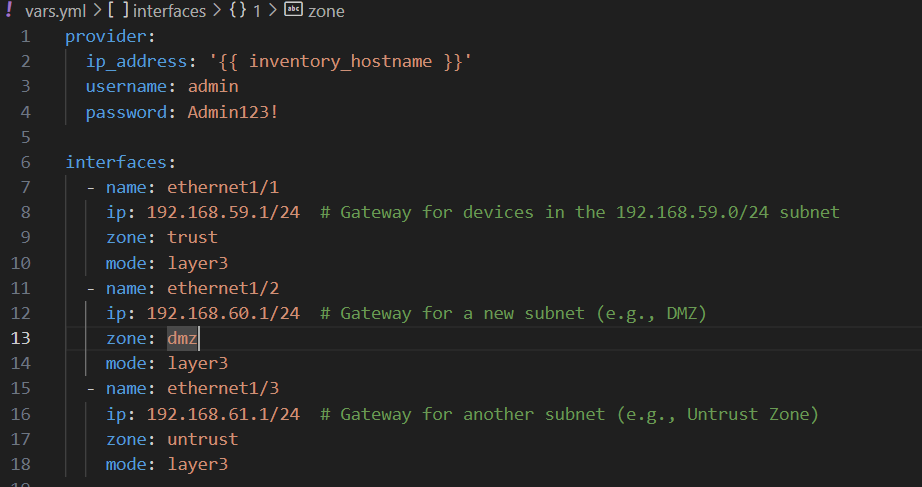 ! vars.yml > [ ] interfaces > {} 1 > abc zone
1 provider:
2 ip_address: '{{ inventory_hostname }}'
3 username: admin
4 password: Admin123!
5
6 interfaces:
7 - name: ethernet1/1
8 ip: 192.168.59.1/24 # Gateway for devices in the 192.168.59.0/24 subnet
9 zone: trust
10 mode: layer3
11 - name: ethernet1/2
12 ip: 192.168.60.1/24 # Gateway for a new subnet (e.g., DMZ)
13 zone: dmz
14 mode: layer3
15 - name: ethernet1/3
16 ip: 192.168.61.1/24 # Gateway for another subnet (e.g., Untrust Zone)
17 zone: untrust
18 mode: layer3